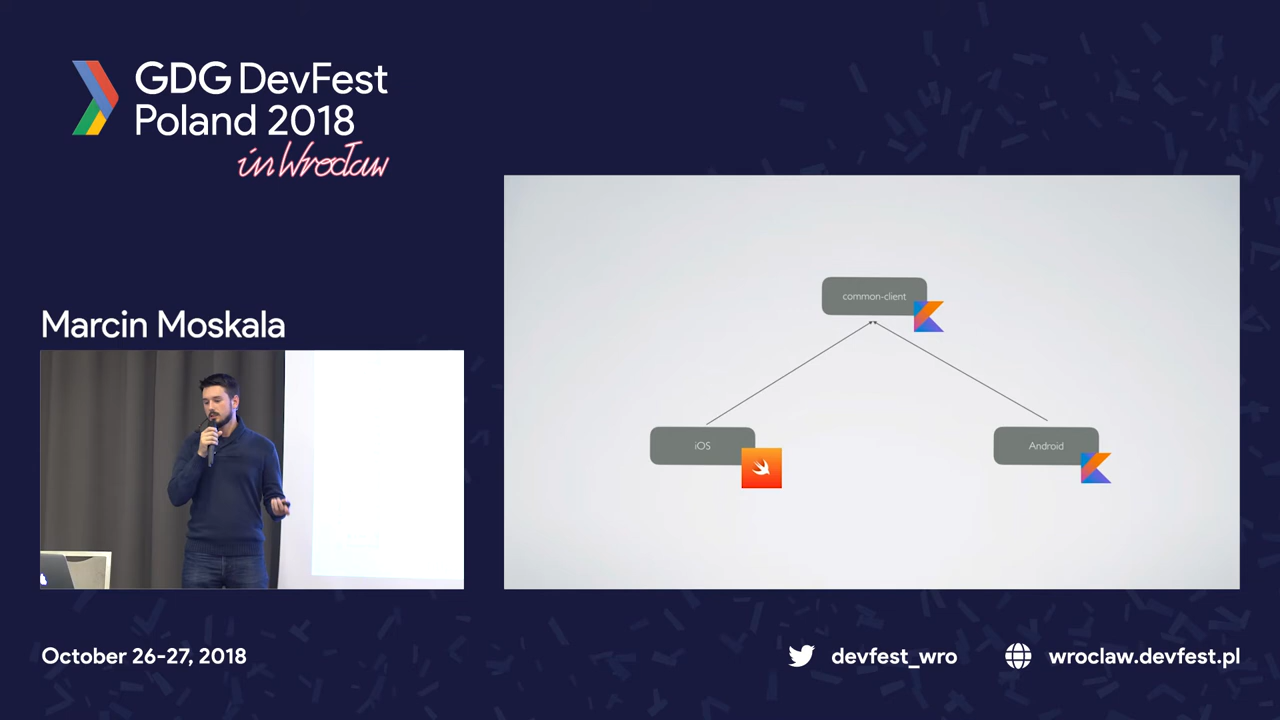 GDG DevFest
Poland 2018
in Wrocław
Marcin Moskala
common-client
iOS
Android
October 26-27, 2018
devfest_wro
wroclaw.devfest.pl